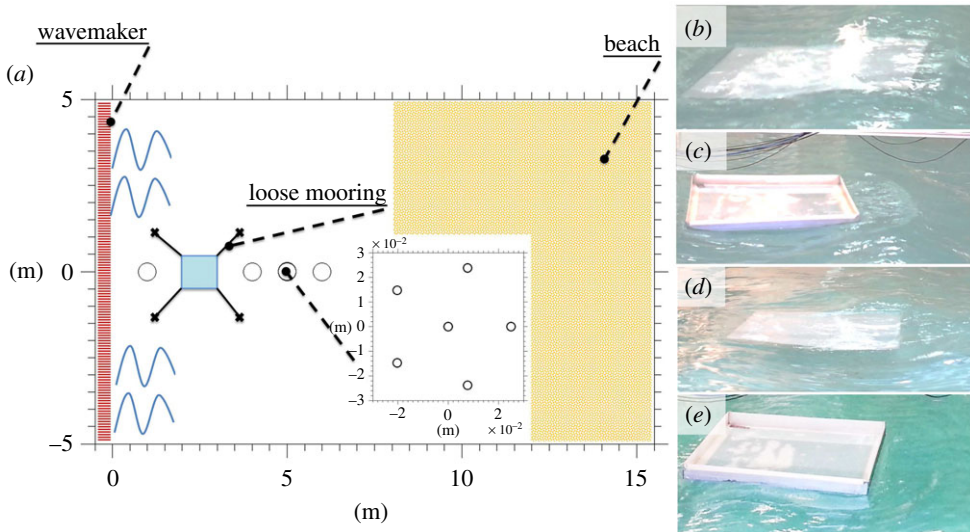 wavemaker
beach
(a)
5
loose mooring
(m)
0
× 10⁻²
3
2
1
(m) 0
−1
−2
−3
−2
0
2
(m)
× 10⁻²
−5
0
5
10
15
(m)
(b)
(c)
(d)
(e)